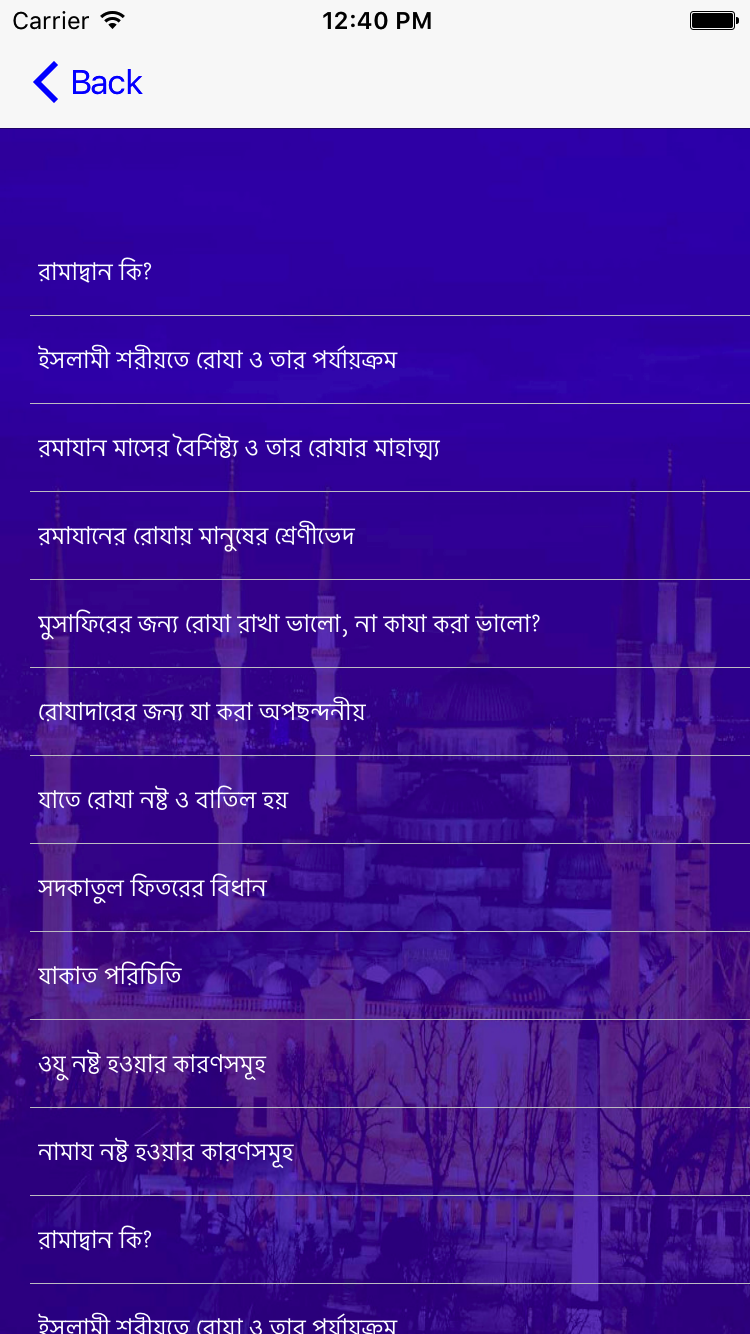 Carrier 12:40 PM
Back
রামাদ্বান কি?
ইসলামী শরীয়তে রোযা ও তার পর্যায়ক্রম
রমাযান মাসের বৈশিষ্ট্য ও তার রোযার মাহাত্ম্য
রমাযানের রোযায় মানুষের শ্রেণীভেদ
মুসাফিরের জন্য রোযা রাখা ভালো, না কাযা করা ভালো?
রোযাদারের জন্য যা করা অপছন্দনীয়
যাতে রোযা নষ্ট ও বাতিল হয়
সদকাতুল ফিতরের বিধান
যাকাত পরিচিতি
ওযু নষ্ট হওয়ার কারণসমূহ
নামায নষ্ট হওয়ার কারণসমূহ
রামাদ্বান কি?
ইসলামী শরীয়তে রোযা ও তার পর্যায়ক্রম